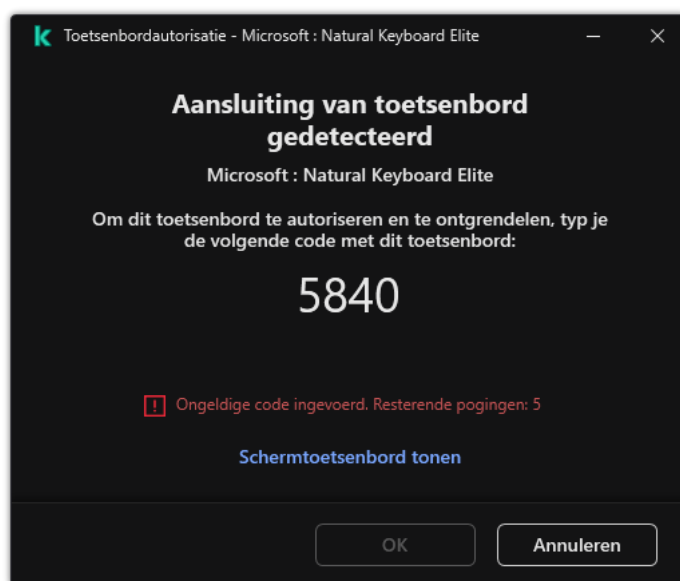 Toetsenbordautorisatie - Microsoft : Natural Keyboard Elite
Aansluiting van toetsenbord
gedetecteerd
Microsoft : Natural Keyboard Elite
Om dit toetsenbord te autoriseren en te ontgrendelen, typ je
de volgende code met dit toetsenbord:
5840
Ongeldige code ingevoerd. Resterende pogingen: 5
Schermtoetsenbord tonen
OK
Annuleren